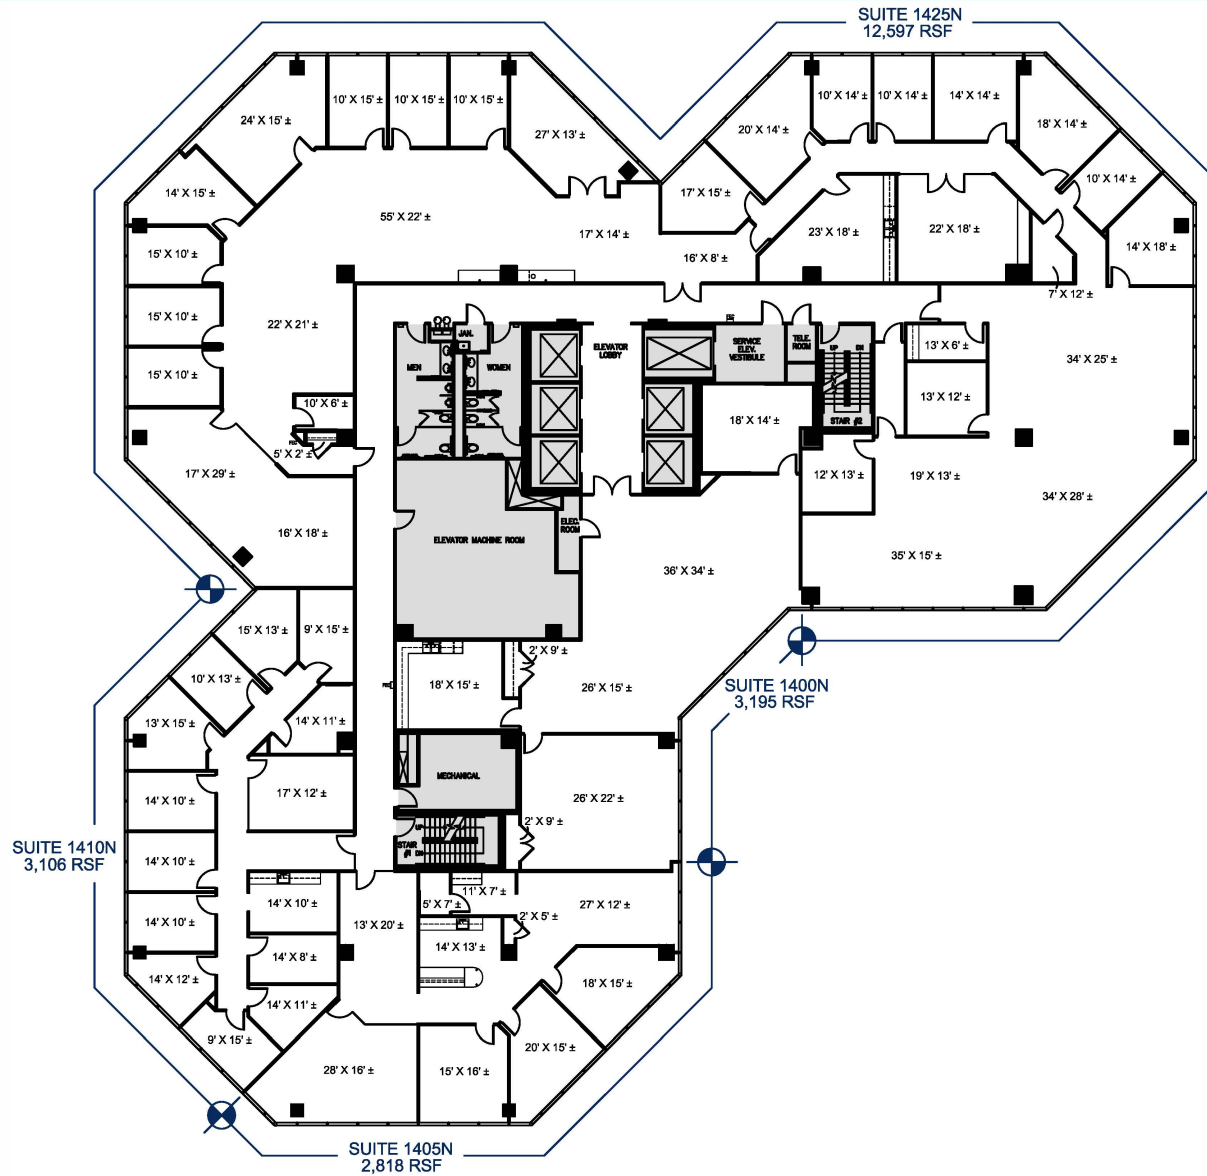 SUITE 1425N
12,597 RSF
10' X 15' ±
10' X 15' ±
10' X 15' ±
24' X 15' ±
27' X 13' ±
10' X 14' ±
10' X 14' ±
14' X 14' ±
20' X 14' ±
18' X 14' ±
14' X 15' ±
17' X 15' ±
10' X 14' ±
55' X 22' ±
17' X 14' ±
23' X 18' ±
22' X 18' ±
14' X 18' ±
15' X 10' ±
16' X 8' ±
7' X 12' ±
15' X 10' ±
22' X 21' ±
JAN.
MEN
WOMEN
ELEVATOR
LOBBY
SERVICE
ELEV.
VESTIBULE
TELE.
ROOM
UP
DN
STAIR #2
13' X 6' ±
34' X 25' ±
15' X 10' ±
10' X 6' ±
13' X 12' ±
18' X 14' ±
5' X 2' ±
17' X 29' ±
12' X 13' ±
19' X 13' ±
34' X 28' ±
16' X 18' ±
ELEVATOR MACHINE ROOM
ELEC.
ROOM
35' X 15' ±
36' X 34' ±
15' X 13' ±
9' X 15' ±
2' X 9' ±
10' X 13' ±
18' X 15' ±
26' X 15' ±
SUITE 1400N
3,195 RSF
13' X 15' ±
14' X 11' ±
MECHANICAL
17' X 12' ±
14' X 10' ±
26' X 22' ±
2' X 9' ±
UP
STAIR
#1
DN
SUITE 1410N
3,106 RSF
14' X 10' ±
14' X 10' ±
14' X 10' ±
11' X 7' ±
5' X 7' ±
27' X 12' ±
2' X 5' ±
13' X 20' ±
14' X 13' ±
14' X 8' ±
14' X 12' ±
18' X 15' ±
14' X 11' ±
9' X 15' ±
20' X 15' ±
28' X 16' ±
15' X 16' ±
SUITE 1405N
2,818 RSF